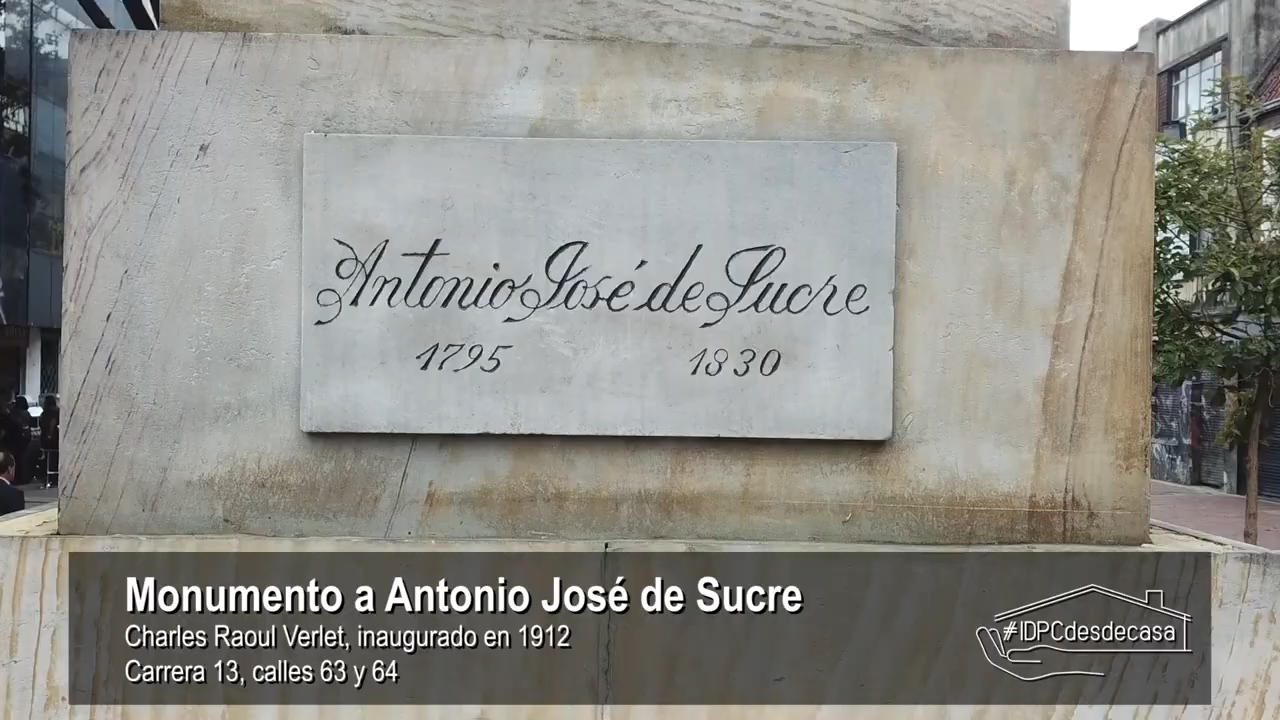 Antonio José de Sucre
1795 1830
Monumento a Antonio José de Sucre
Charles Raoul Verlet, inaugurado en 1912
Carrera 13, calles 63 y 64
#IDPCdesdecasa